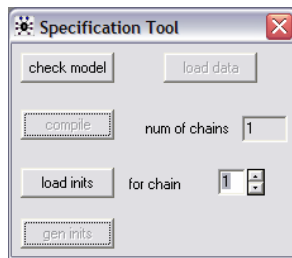 Specification Tool
check model load data
compile num of chains 1
load inits for chain 1
gen inits